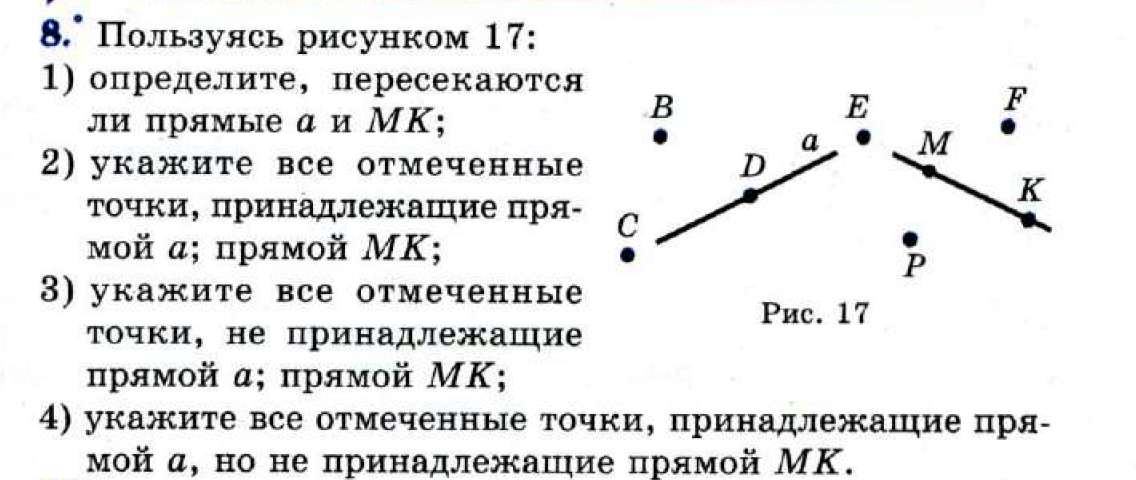 8.• Пользуясь рисунком 17:
1) определите, пересекаются
ли прямые a и MK;
2) укажите все отмеченные
точки, принадлежащие пря-
мой a; прямой MK;
3) укажите все отмеченные
точки, не принадлежащие
прямой a; прямой MK;
4) укажите все отмеченные точки, принадлежащие пря-
мой a, но не принадлежащие прямой MK.
B
E
F
a
M
D
K
C
P
Рис. 17